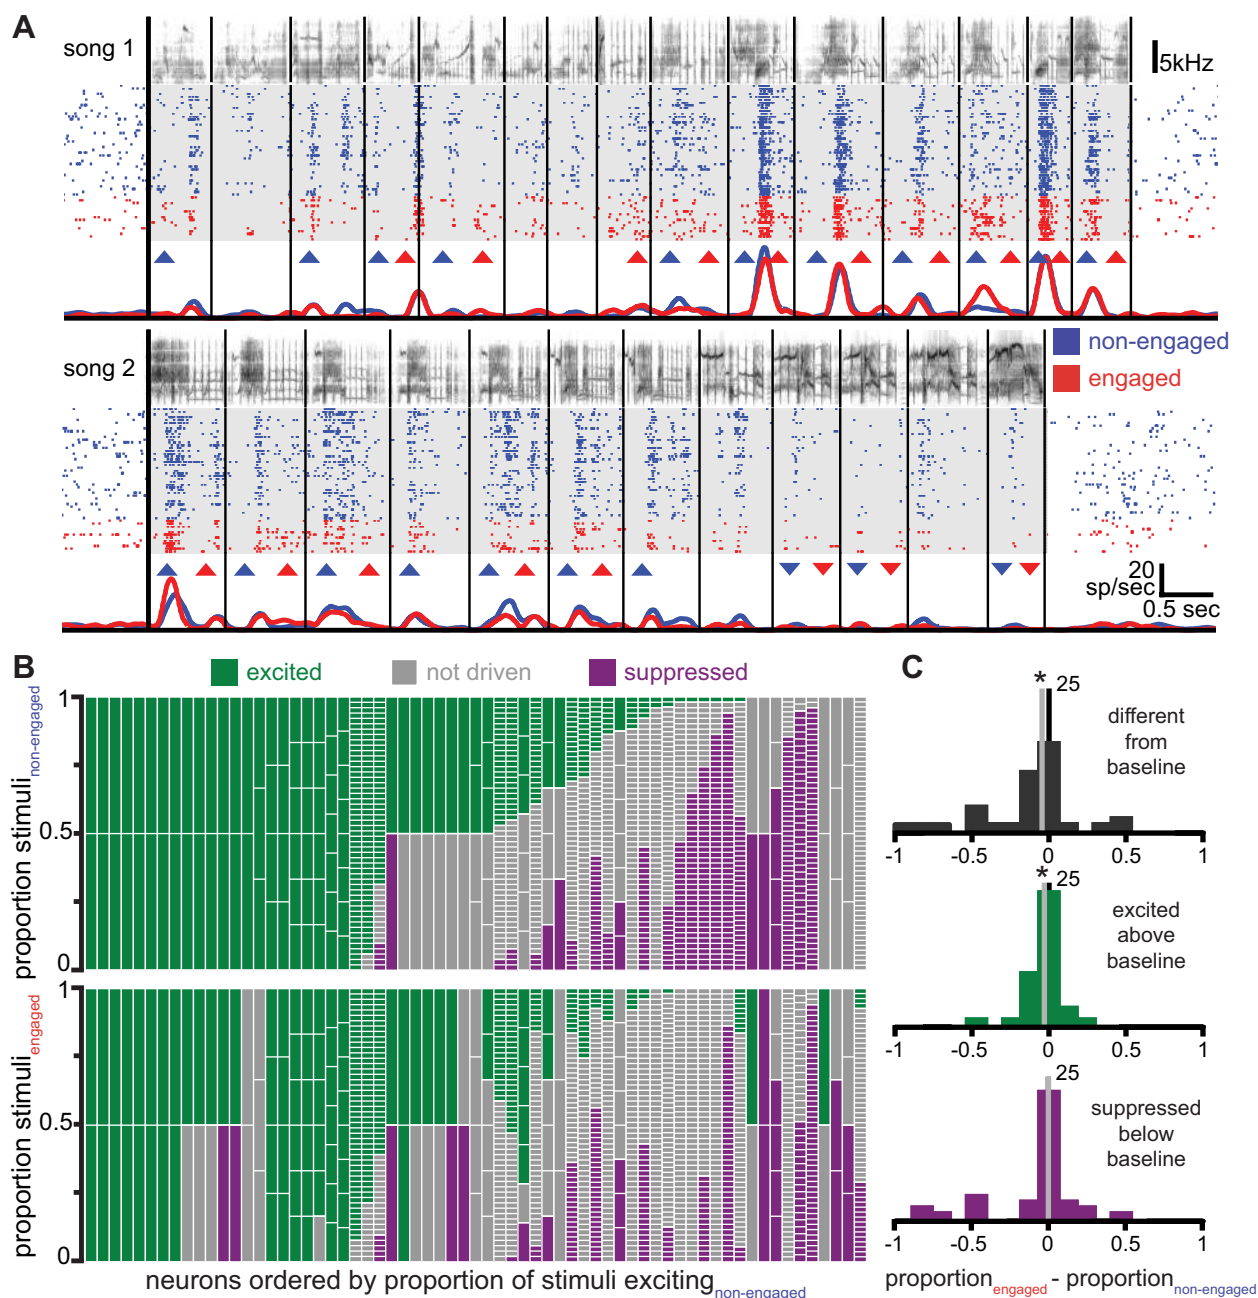 A
song 1
5kHz
song 2
non-engaged
engaged
20
sp/sec
0.5 sec
B
excited
not driven
suppressed
1
0.5
0
proportion stimuli non-engaged
1
0.5
0
proportion stimuli engaged
neurons ordered by proportion of stimuli exciting non-engaged
C
* 25
different
from
baseline
-1 -0.5 0 0.5 1
* 25
excited
above
baseline
-1 -0.5 0 0.5 1
25
suppressed
below
baseline
-1 -0.5 0 0.5 1
proportion engaged - proportion non-engaged